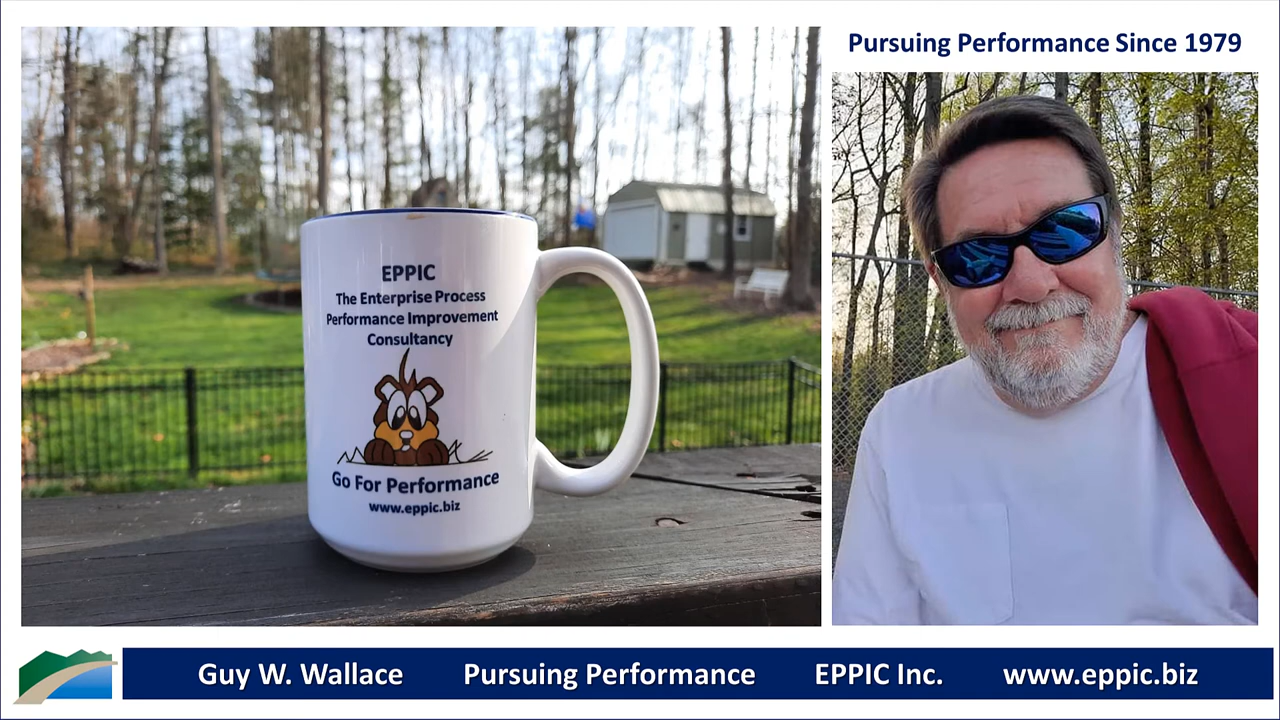 Pursuing Performance Since 1979
EPPIC
The Enterprise Process
Performance Improvement
Consultancy
Go For Performance
www.eppic.biz
Guy W. Wallace Pursuing Performance EPPIC Inc. www.eppic.biz